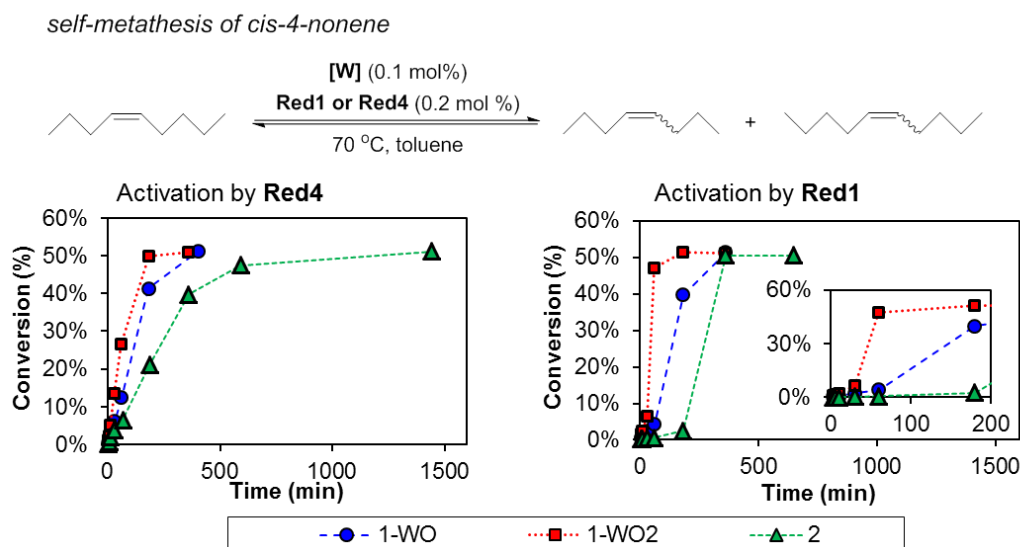 self-metathesis of cis-4-nonene
[W] (0.1 mol%)
Red1 or Red4 (0.2 mol %)
70 °C, toluene
+
Activation by Red4
60%
50%
40%
30%
20%
10%
0%
0 500 1000 1500
Conversion (%)
Time (min)
Activation by Red1
60%
50%
40%
30%
20%
10%
0%
0 500 1000 1500
Conversion (%)
Time (min)
60%
30%
0%
0 100 200
1-WO 1-WO2 2